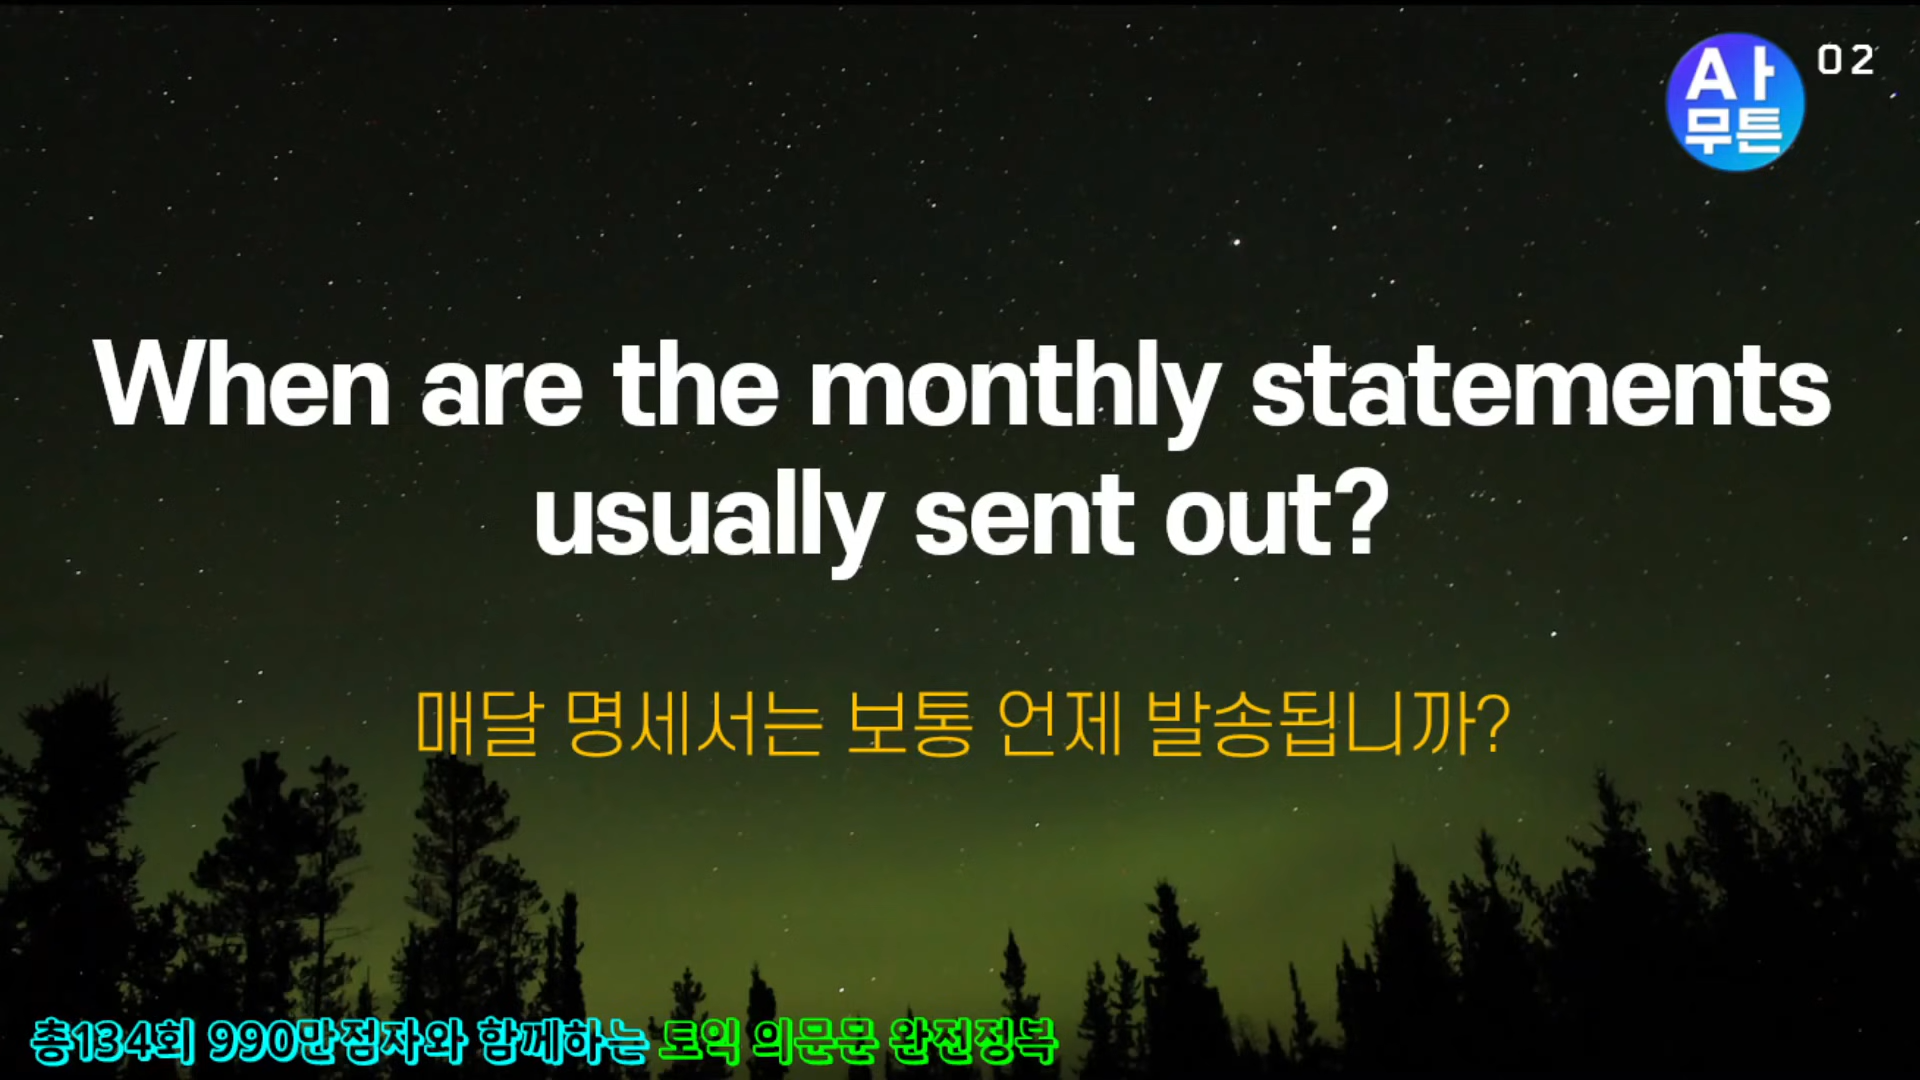 A사
무튼
02
When are the monthly statements
usually sent out?
매달 명세서는 보통 언제 발송됩니까?
총134회 990만점자와 함께하는 토익 의문문 완전정복